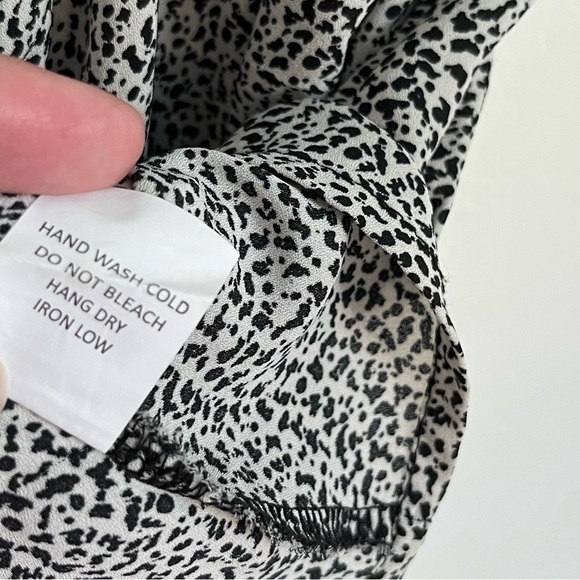 HAND WASH COLD
DO NOT BLEACH
HANG DRY
IRON LOW